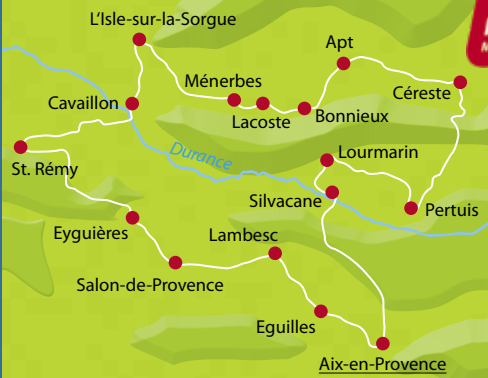 L'Isle-sur-la-Sorgue
Apt
Ménerbes
Céreste
Cavaillon
Lacoste
Bonnieux
Durance
Lourmarin
St. Rémy
Silvacane
Pertuis
Eyguières
Lambesc
Salon-de-Provence
Eguilles
Aix-en-Provence